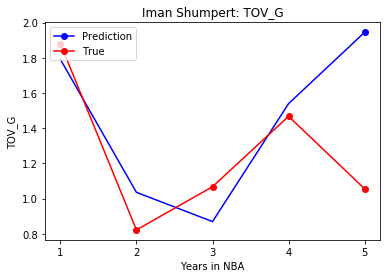 Iman Shumpert: TOV_G
Prediction
True
2.0
1.8
1.6
1.4
1.2
1.0
0.8
TOV_G
1 2 3 4 5
Years in NBA